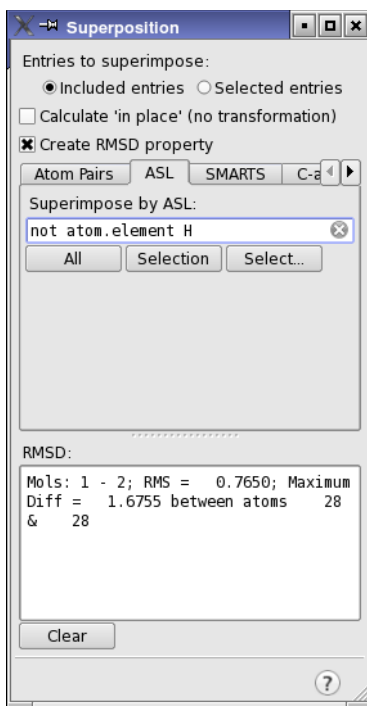 Superposition
Entries to superimpose:
Included entries Selected entries
Calculate 'in place' (no transformation)
Create RMSD property
Atom Pairs ASL SMARTS C-a
Superimpose by ASL:
not atom.element H
All Selection Select...
RMSD:
Mols: 1 - 2; RMS = 0.7650; Maximum
Diff = 1.6755 between atoms 28
& 28
Clear
?